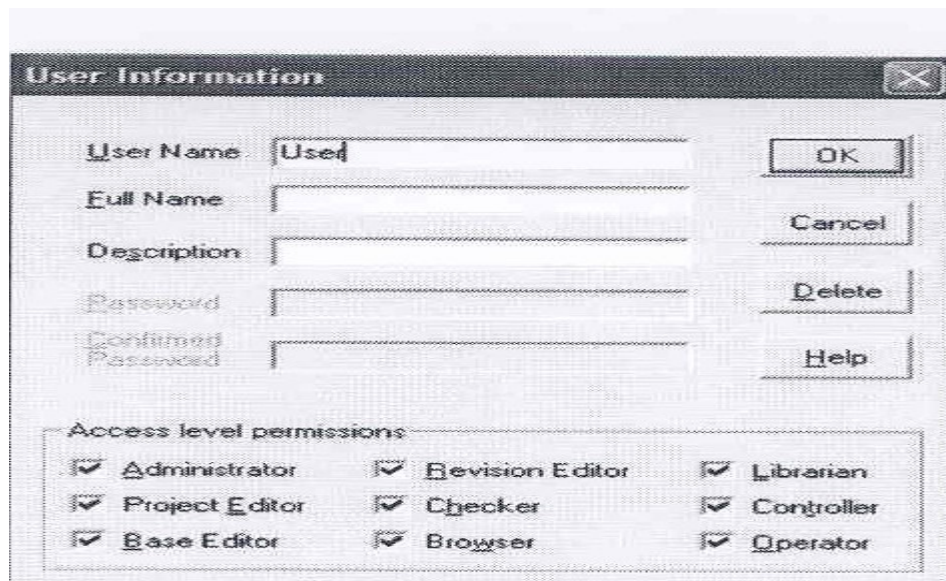 User Information
User Name User OK
Full Name
Cancel
Description
Password Delete
Confirmed
Password Help
Access level permissions
Administrator Revision Editor Librarian
Project Editor Checker Controller
Base Editor Browser Operator